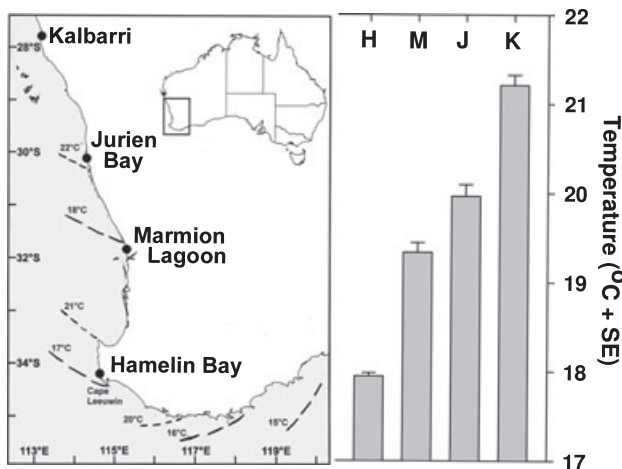 Kalbarri
28°S
Jurien
Bay
22°C
30°S
18°C
Marmion
Lagoon
32°S
21°C
17°C
Hamelin Bay
34°S
Cape
Leeuwin
20°C
16°C
15°C
113°E
115°E
117°E
119°E
H M J K
22
21
20
19
18
17
Temperature (°C + SE)